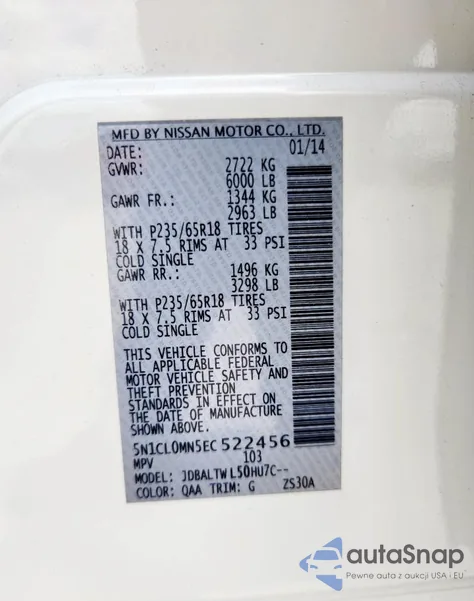 MFD BY NISSAN MOTOR CO., LTD.
DATE: 01/14
GVWR: 2722 KG
6000 LB
GAWR FR.: 1344 KG
2963 LB
WITH P235/65R18 TIRES
18 X 7.5 RIMS AT 33 PSI
COLD SINGLE
GAWR RR.: 1496 KG
3298 LB
WITH P235/65R18 TIRES
18 X 7.5 RIMS AT 33 PSI
COLD SINGLE
THIS VEHICLE CONFORMS TO
ALL APPLICABLE FEDERAL
MOTOR VEHICLE SAFETY AND
THEFT PREVENTION
STANDARDS IN EFFECT ON
THE DATE OF MANUFACTURE
SHOWN ABOVE.
5N1CL0MN5EC522456
MPV 103
MODEL: JDBALTWL50HU7C--
COLOR: QAA TRIM: G ZS30A
autoSnap
Pewne auta z aukcji USA i EU